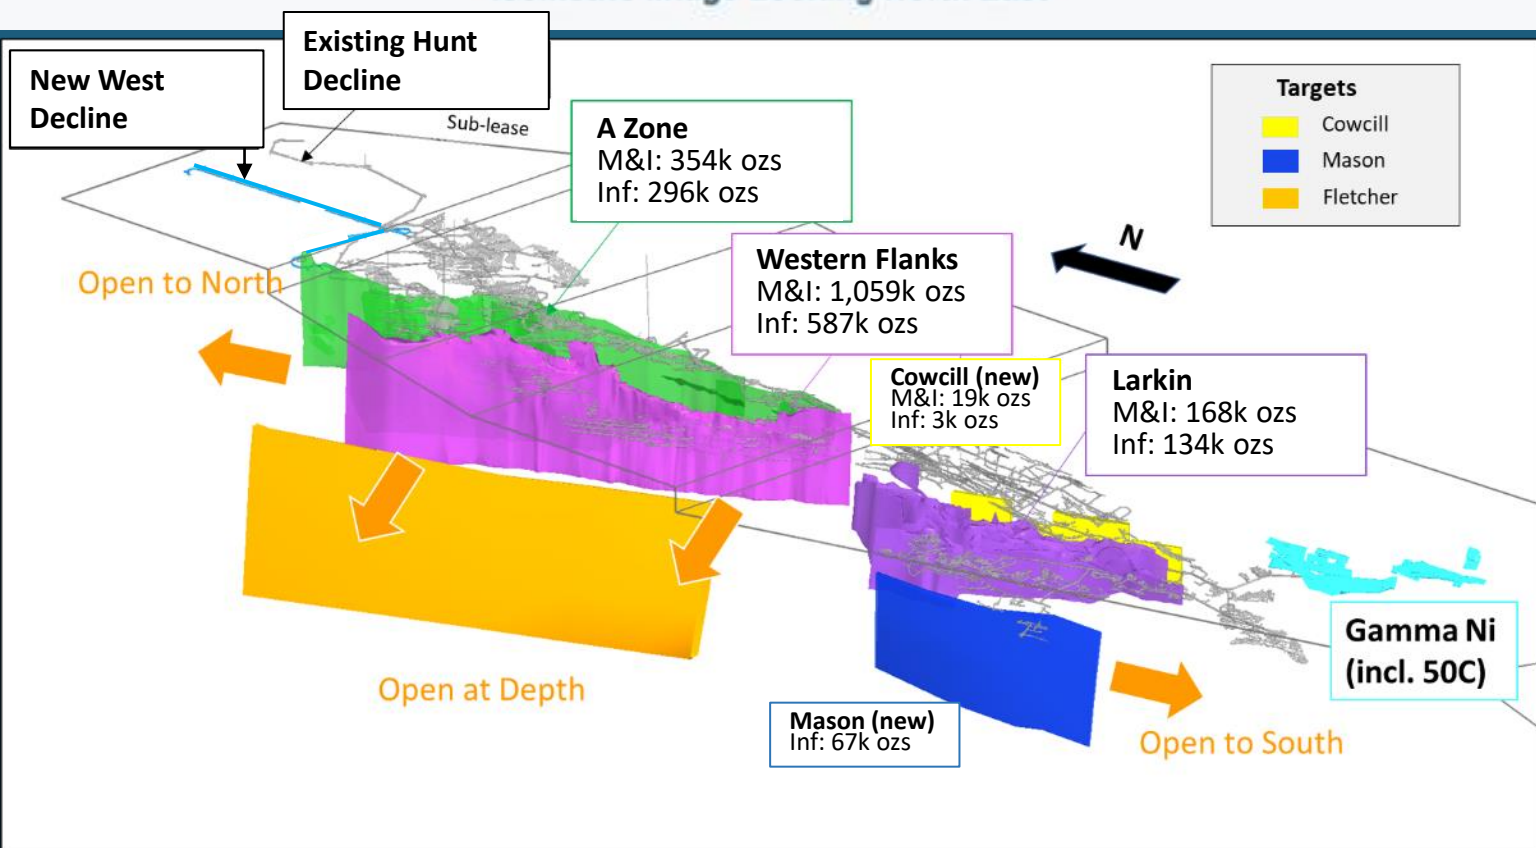 Existing Hunt
Decline
New West
Decline
Sub-lease
A Zone
M&I: 354k ozs
Inf: 296k ozs
Targets
Cowcill
Mason
Fletcher
N
Western Flanks
M&I: 1,059k ozs
Inf: 587k ozs
Open to North
Cowcill (new)
M&I: 19k ozs
Inf: 3k ozs
Larkin
M&I: 168k ozs
Inf: 134k ozs
Gamma Ni
(incl. 50C)
Open at Depth
Mason (new)
Inf: 67k ozs
Open to South